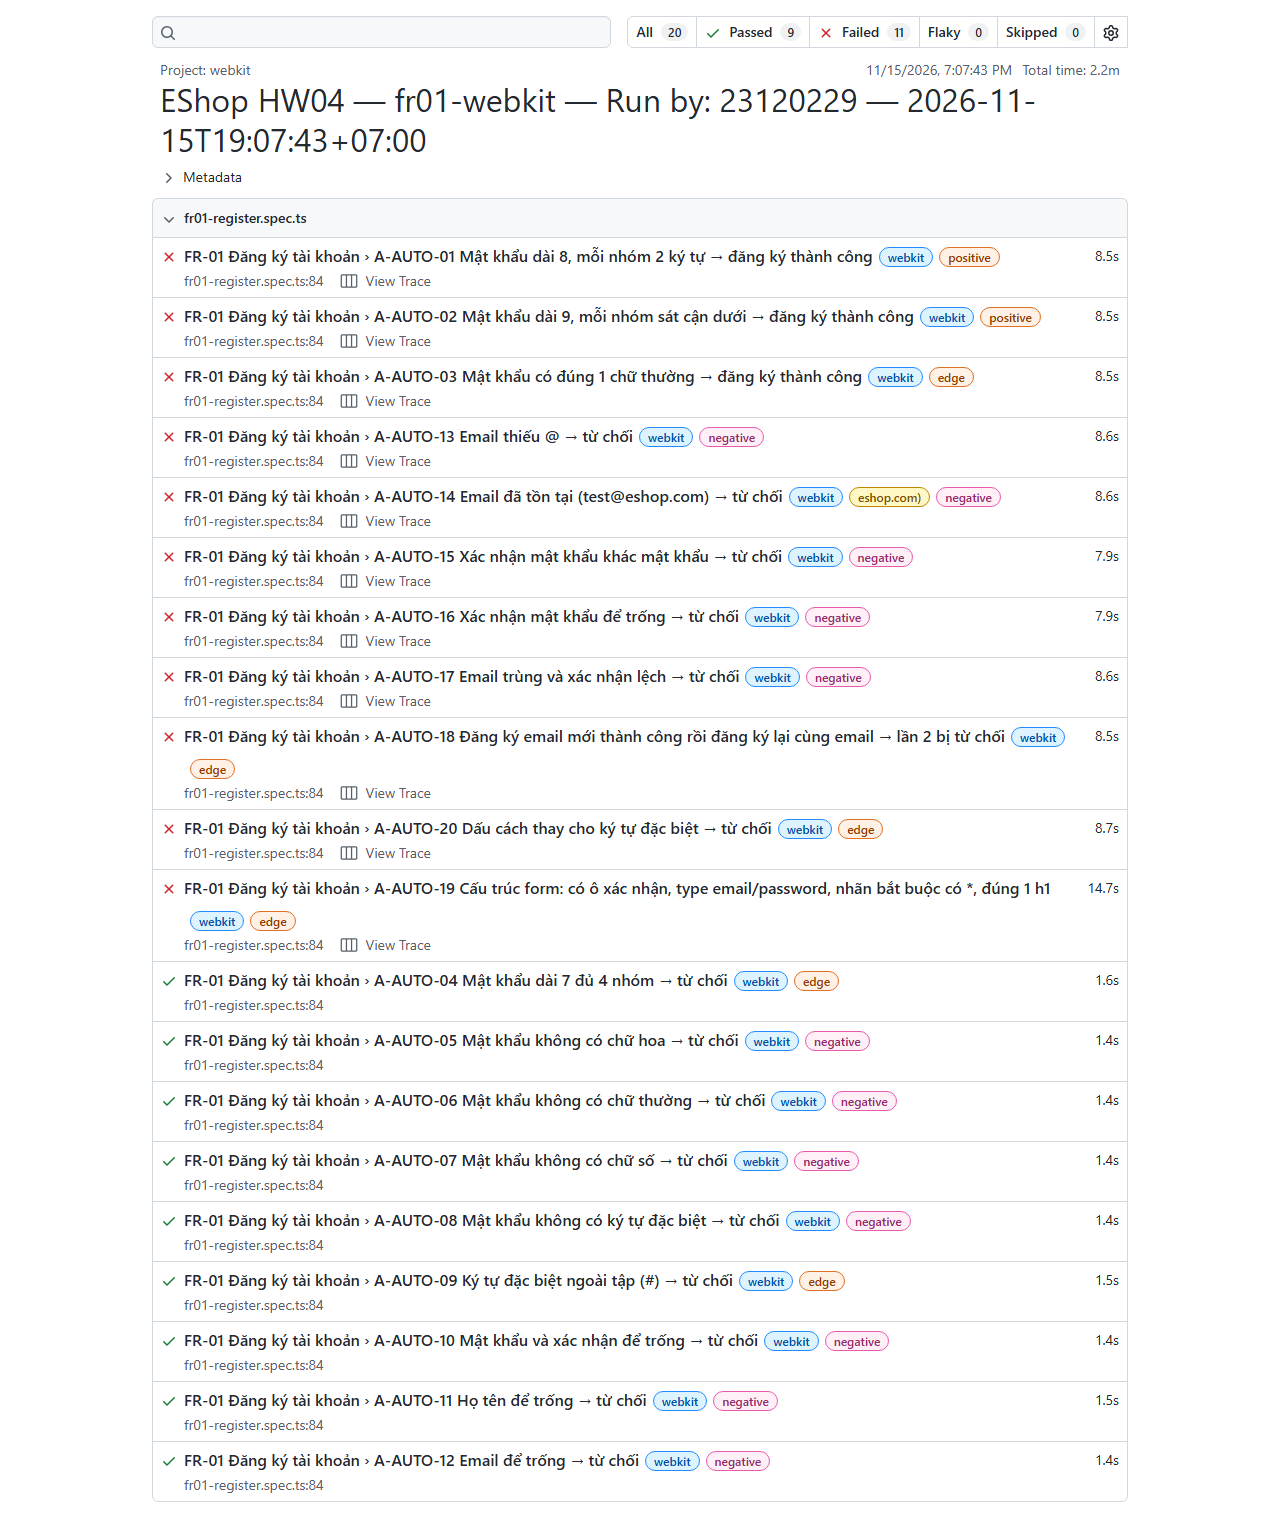 All 20 Passed 9 Failed 11 Flaky 0 Skipped 0
Project: webkit 11/15/2026, 7:07:43 PM Total time: 2.2m
EShop HW04 — fr01-webkit — Run by: 23120229 — 2026-11-
15T19:07:43+07:00
Metadata
fr01-register.spec.ts
FR-01 Đăng ký tài khoản › A-AUTO-01 Mật khẩu dài 8, mỗi nhóm 2 ký tự → đăng ký thành công webkit positive 8.5s
fr01-register.spec.ts:84 View Trace
FR-01 Đăng ký tài khoản › A-AUTO-02 Mật khẩu dài 9, mỗi nhóm sát cận dưới → đăng ký thành công webkit positive 8.5s
fr01-register.spec.ts:84 View Trace
FR-01 Đăng ký tài khoản › A-AUTO-03 Mật khẩu có đúng 1 chữ thường → đăng ký thành công webkit edge 8.5s
fr01-register.spec.ts:84 View Trace
FR-01 Đăng ký tài khoản › A-AUTO-13 Email thiếu @ → từ chối webkit negative 8.6s
fr01-register.spec.ts:84 View Trace
FR-01 Đăng ký tài khoản › A-AUTO-14 Email đã tồn tại (test@eshop.com) → từ chối webkit eshop.com) negative 8.6s
fr01-register.spec.ts:84 View Trace
FR-01 Đăng ký tài khoản › A-AUTO-15 Xác nhận mật khẩu khác mật khẩu → từ chối webkit negative 7.9s
fr01-register.spec.ts:84 View Trace
FR-01 Đăng ký tài khoản › A-AUTO-16 Xác nhận mật khẩu để trống → từ chối webkit negative 7.9s
fr01-register.spec.ts:84 View Trace
FR-01 Đăng ký tài khoản › A-AUTO-17 Email trùng và xác nhận lệch → từ chối webkit negative 8.6s
fr01-register.spec.ts:84 View Trace
FR-01 Đăng ký tài khoản › A-AUTO-18 Đăng ký email mới thành công rồi đăng ký lại cùng email → lần 2 bị từ chối webkit 8.5s
edge
fr01-register.spec.ts:84 View Trace
FR-01 Đăng ký tài khoản › A-AUTO-20 Dấu cách thay cho ký tự đặc biệt → từ chối webkit edge 8.7s
fr01-register.spec.ts:84 View Trace
FR-01 Đăng ký tài khoản › A-AUTO-19 Cấu trúc form: có ô xác nhận, type email/password, nhãn bắt buộc có *, đúng 1 h1 14.7s
webkit edge
fr01-register.spec.ts:84 View Trace
FR-01 Đăng ký tài khoản › A-AUTO-04 Mật khẩu dài 7 đủ 4 nhóm → từ chối webkit edge 1.6s
fr01-register.spec.ts:84
FR-01 Đăng ký tài khoản › A-AUTO-05 Mật khẩu không có chữ hoa → từ chối webkit negative 1.4s
fr01-register.spec.ts:84
FR-01 Đăng ký tài khoản › A-AUTO-06 Mật khẩu không có chữ thường → từ chối webkit negative 1.4s
fr01-register.spec.ts:84
FR-01 Đăng ký tài khoản › A-AUTO-07 Mật khẩu không có chữ số → từ chối webkit negative 1.4s
fr01-register.spec.ts:84
FR-01 Đăng ký tài khoản › A-AUTO-08 Mật khẩu không có ký tự đặc biệt → từ chối webkit negative 1.4s
fr01-register.spec.ts:84
FR-01 Đăng ký tài khoản › A-AUTO-09 Ký tự đặc biệt ngoài tập (#) → từ chối webkit edge 1.5s
fr01-register.spec.ts:84
FR-01 Đăng ký tài khoản › A-AUTO-10 Mật khẩu và xác nhận để trống → từ chối webkit negative 1.4s
fr01-register.spec.ts:84
FR-01 Đăng ký tài khoản › A-AUTO-11 Họ tên để trống → từ chối webkit negative 1.5s
fr01-register.spec.ts:84
FR-01 Đăng ký tài khoản › A-AUTO-12 Email để trống → từ chối webkit negative 1.4s
fr01-register.spec.ts:84